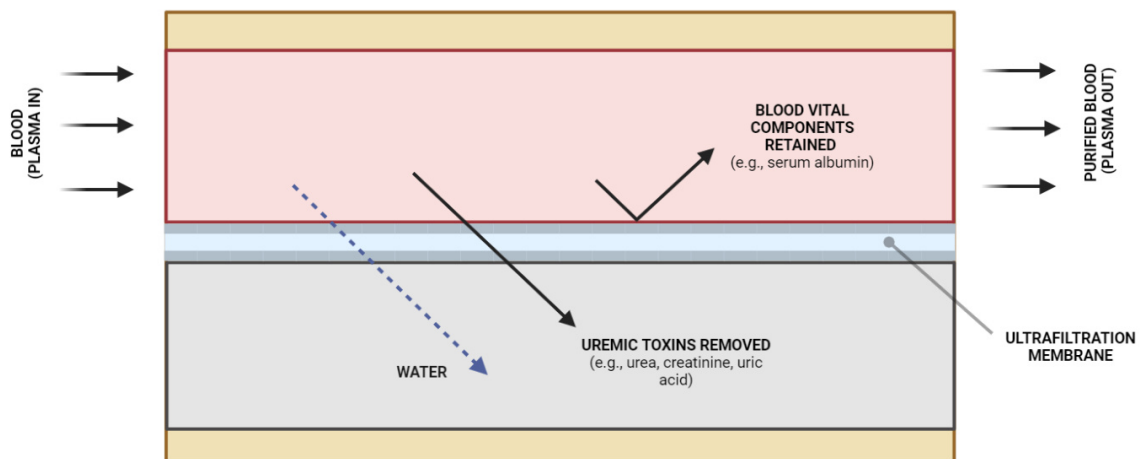 BLOOD
(PLASMA IN)
BLOOD VITAL
COMPONENTS
RETAINED
(e.g., serum albumin)
PURIFIED BLOOD
(PLASMA OUT)
WATER
UREMIC TOXINS REMOVED
(e.g., urea, creatinine, uric
acid)
ULTRAFILTRATION
MEMBRANE